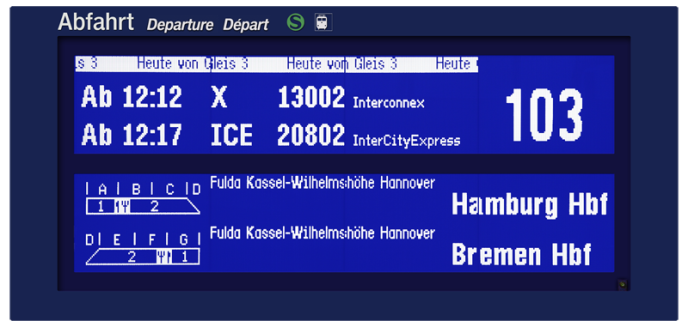 Abfahrt Departure Départ S
s 3 Heute von Gleis 3 Heute von Gleis 3 Heute
Ab 12:12 X 13002 Interconnex
103
Ab 12:17 ICE 20802 InterCityExpress
A B C D
1 2
Fulda Kassel-Wilhelmshöhe Hannover
Hamburg Hbf
D E F G
2 1
Fulda Kassel-Wilhelmshöhe Hannover
Bremen Hbf